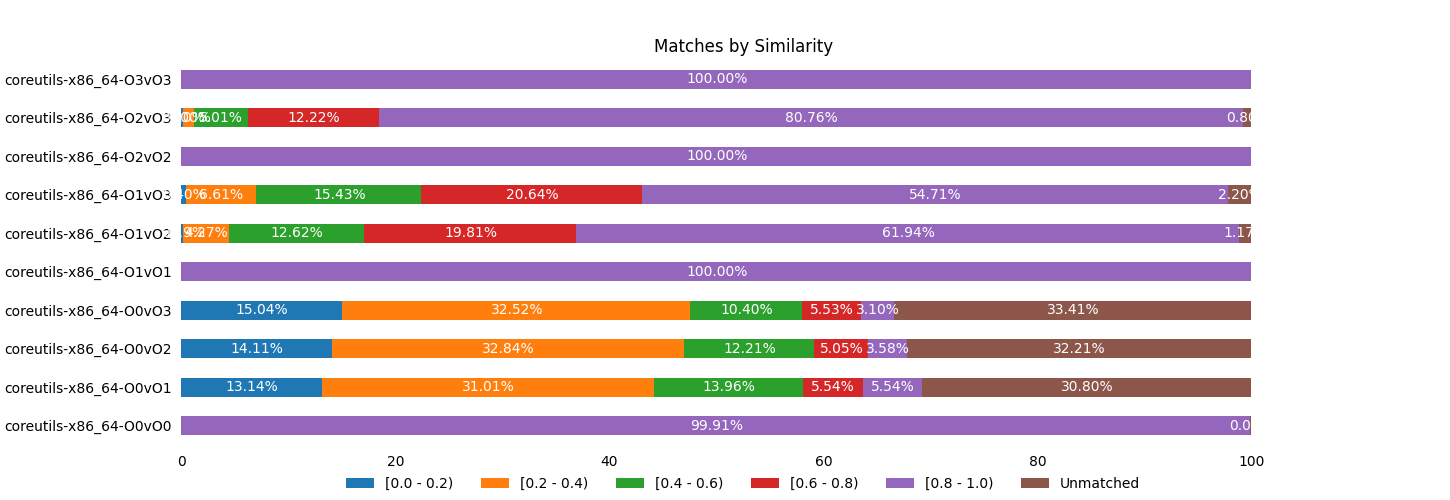 Matches by Similarity
coreutils-x86_64-O3vO3 100.00%
coreutils-x86_64-O2vO3 5.01% 12.22% 80.76%
coreutils-x86_64-O2vO2 100.00%
coreutils-x86_64-O1vO3 6.61% 15.43% 20.64% 54.71% 2.20%
coreutils-x86_64-O1vO2 4.27% 12.62% 19.81% 61.94% 1.17
coreutils-x86_64-O1vO1 100.00%
coreutils-x86_64-O0vO3 15.04% 32.52% 10.40% 5.53% 3.10% 33.41%
coreutils-x86_64-O0vO2 14.11% 32.84% 12.21% 5.05% 3.58% 32.21%
coreutils-x86_64-O0vO1 13.14% 31.01% 13.96% 5.54% 5.54% 30.80%
coreutils-x86_64-O0vO0 99.91% 0.0
0 20 40 60 80 100
[0.0 - 0.2) [0.2 - 0.4) [0.4 - 0.6) [0.6 - 0.8) [0.8 - 1.0) Unmatched